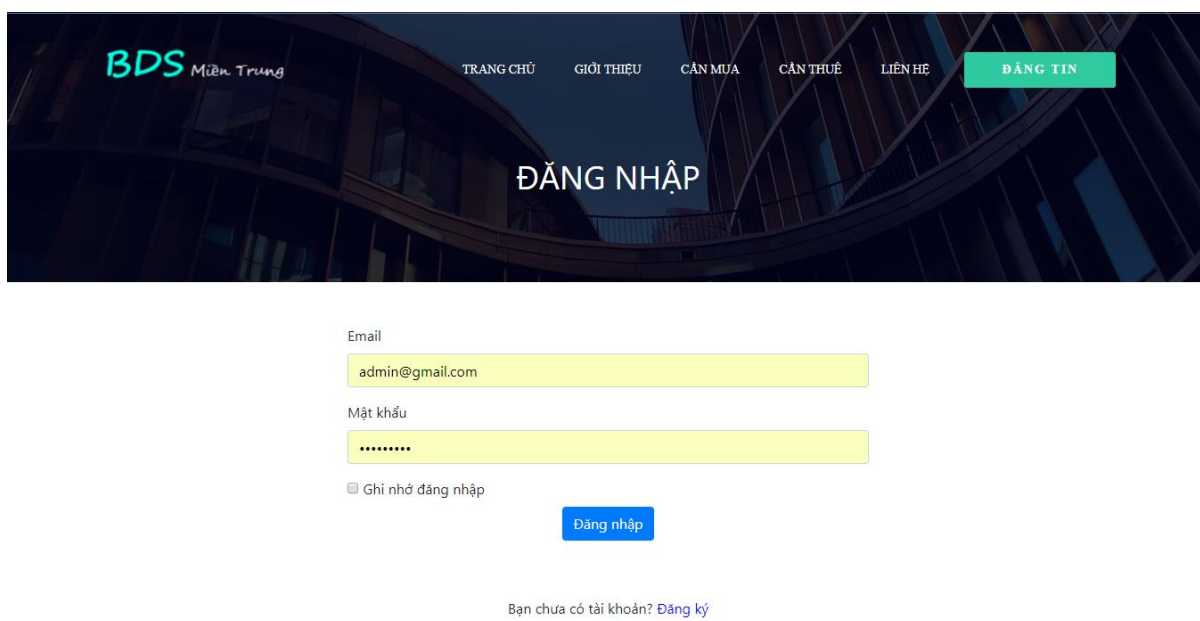 BDS Miền Trung
TRANG CHỦ GIỚI THIỆU CẦN MUA CẦN THUÊ LIÊN HỆ ĐĂNG TIN
ĐĂNG NHẬP
Email
admin@gmail.com
Mật khẩu
•••••••••
Ghi nhớ đăng nhập
Đăng nhập
Bạn chưa có tài khoản? Đăng ký